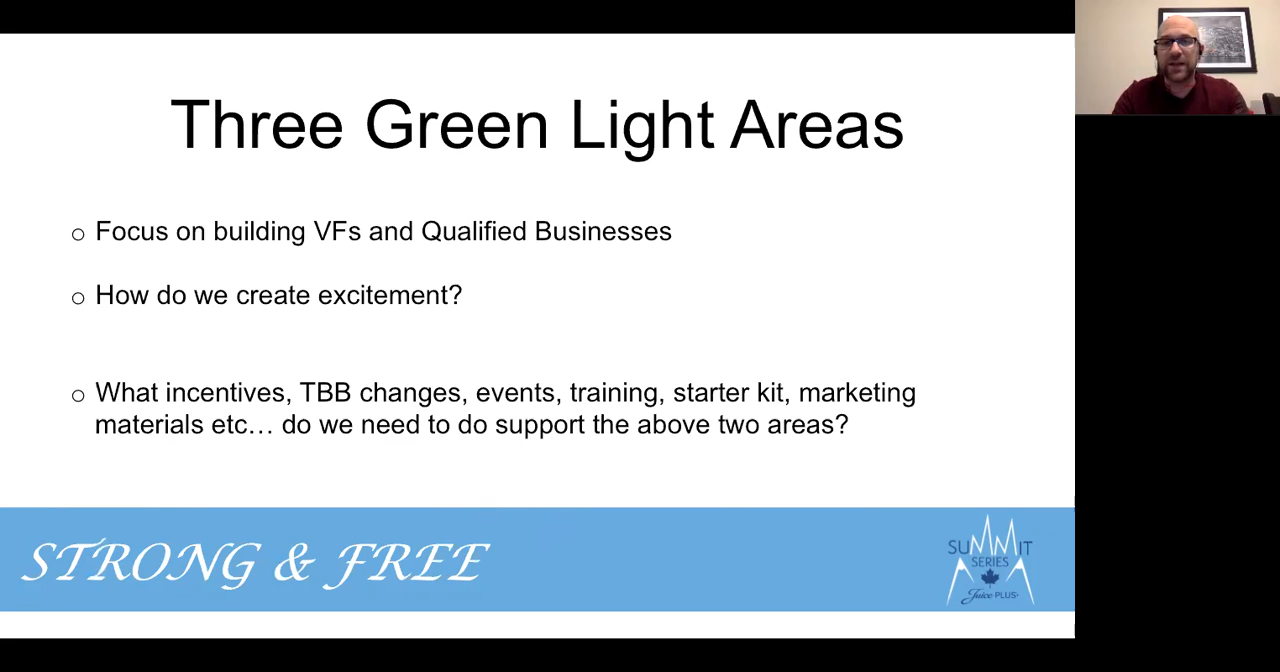 Three Green Light Areas
o Focus on building VFs and Qualified Businesses
o How do we create excitement?
o What incentives, TBB changes, events, training, starter kit, marketing
materials etc… do we need to do support the above two areas?
STRONG & FREE
SUMMIT
SERIES
Juice PLUS+